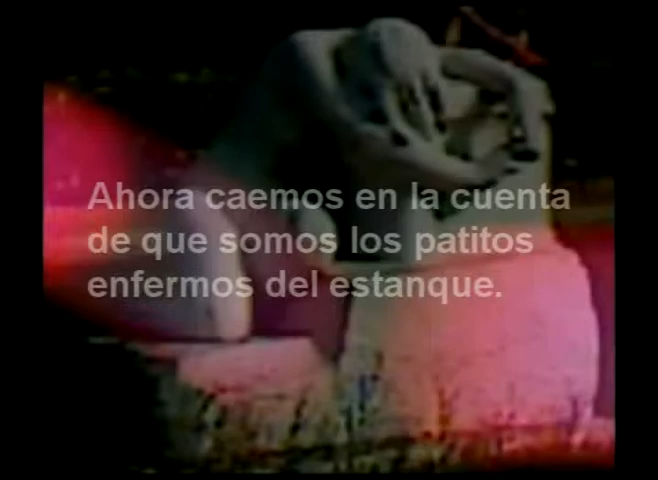 Ahora caemos en la cuenta
de que somos los patitos
enfermos del estanque.